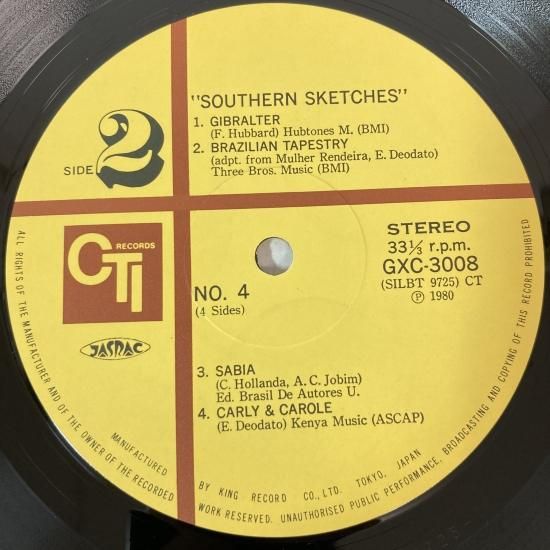 "SOUTHERN SKETCHES"
1. GIBRALTER
(F. Hubbard) Hubtones M. (BMI)
2. BRAZILIAN TAPESTRY
(adpt. from Mulher Rendeira, E. Deodato)
Three Bros. Music (BMI)
SIDE 2
CTI RECORDS
JASRAC
NO. 4
(4 Sides)
STEREO
33⅓ r.p.m.
GXC-3008
(SILBT 9725) CT
Ⓟ 1980
3. SABIA
(C. Hollanda, A. C. Jobim)
Ed. Brasil De Autores U.
4. CARLY & CAROLE
(E. Deodato) Kenya Music (ASCAP)
MANUFACTURED BY KING RECORD CO., LTD. TOKYO, JAPAN
ALL RIGHTS OF THE MANUFACTURER AND OF THE OWNER OF THE RECORDED WORK RESERVED. UNAUTHORISED PUBLIC PERFORMANCE, BROADCASTING AND COPYING OF THIS RECORD PROHIBITED